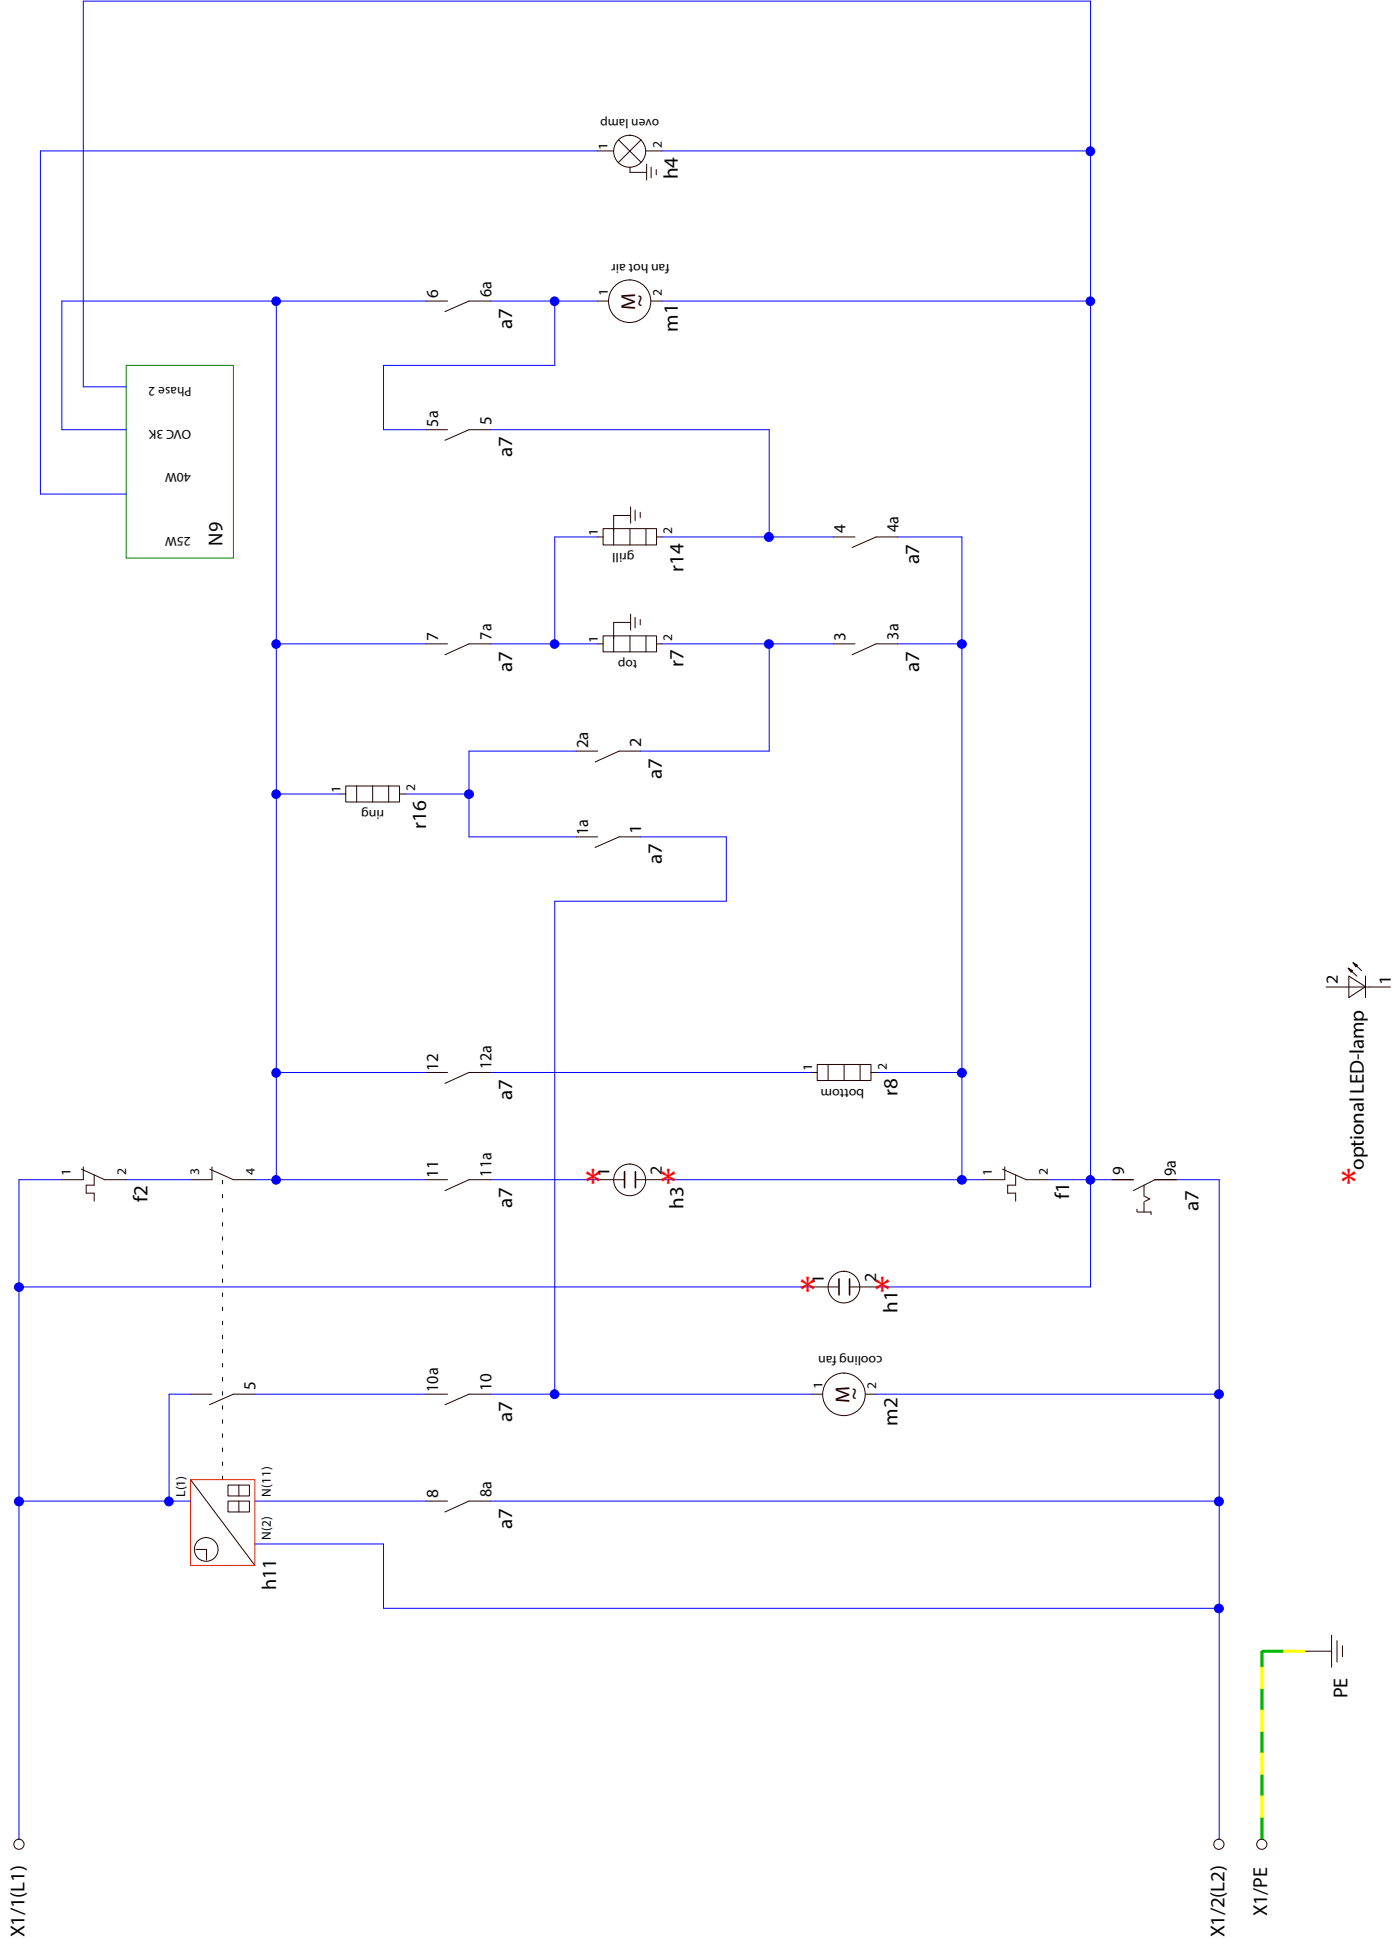 X1/1(L1)
1
2
f2
L(1)
3
25W
40W
OVC 3K
Phase 2
N9
5
4
N(2)
N(11)
h11
1
ring
2
r16
8
10a
11
12
7
5a
6
8a
10
11a
12a
7a
5
6a
a7
a7
a7
a7
a7
a7
a7
1a
2a
1
1
1
1
1
top
grill
fan hot air
oven lamp
1
2
a7
a7
2
2
2
2
2
h3
r7
r14
m1
h4
1
1
1
cooling fan
bottom
3
4
2
2
2
m2
h1
r8
3a
4a
a7
a7
1
2
f1
9
9a
a7
X1/2(L2)
X1/PE
PE
*optional LED-lamp
2
1